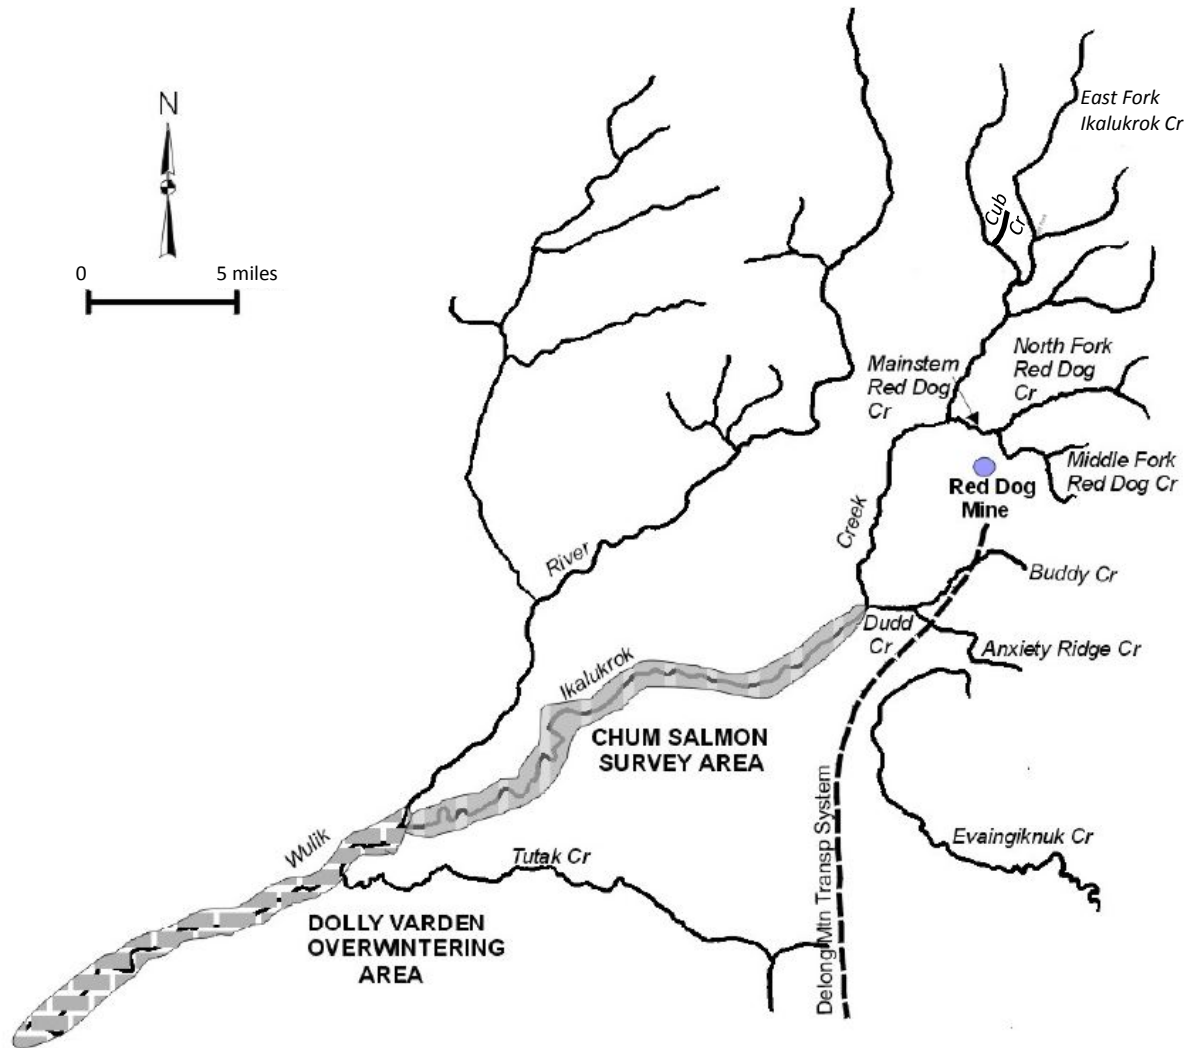 N
0
5 miles
East Fork
Ikalukrok Cr
Cub
Cr
Mainstem
Red Dog
Cr
North Fork
Red Dog
Cr
Middle Fork
Red Dog Cr
Red Dog
Mine
Creek
River
Buddy Cr
Dudd
Cr
Anxiety Ridge Cr
Ikalukrok
CHUM SALMON
SURVEY AREA
Delong Mtn Transp System
Evaingiknuk Cr
Wulik
Tutak Cr
DOLLY VARDEN
OVERWINTERING
AREA